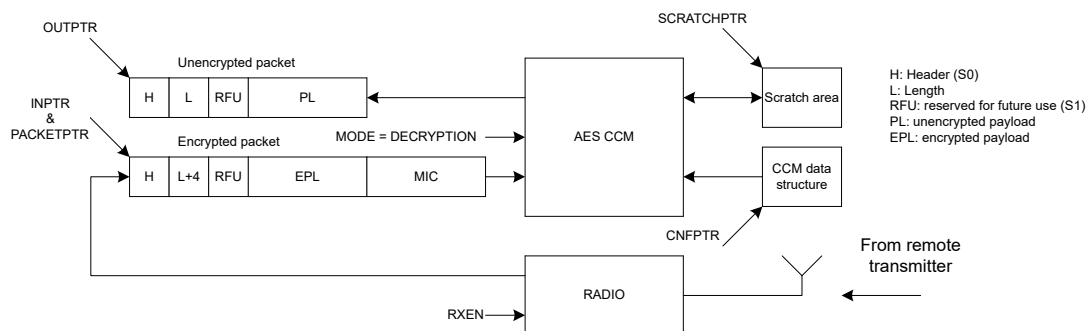 SCRATCHPTR
OUTPTR
Unencrypted packet
H L RFU PL
INPTR
&
PACKETPTR
MODE = DECRYPTION
AES CCM
Scratch area
H: Header (S0)
L: Length
RFU: reserved for future use (S1)
PL: unencrypted payload
EPL: encrypted payload
Encrypted packet
H L+4 RFU EPL MIC
CCM data
structure
CNFPTR
From remote
transmitter
RADIO
RXEN